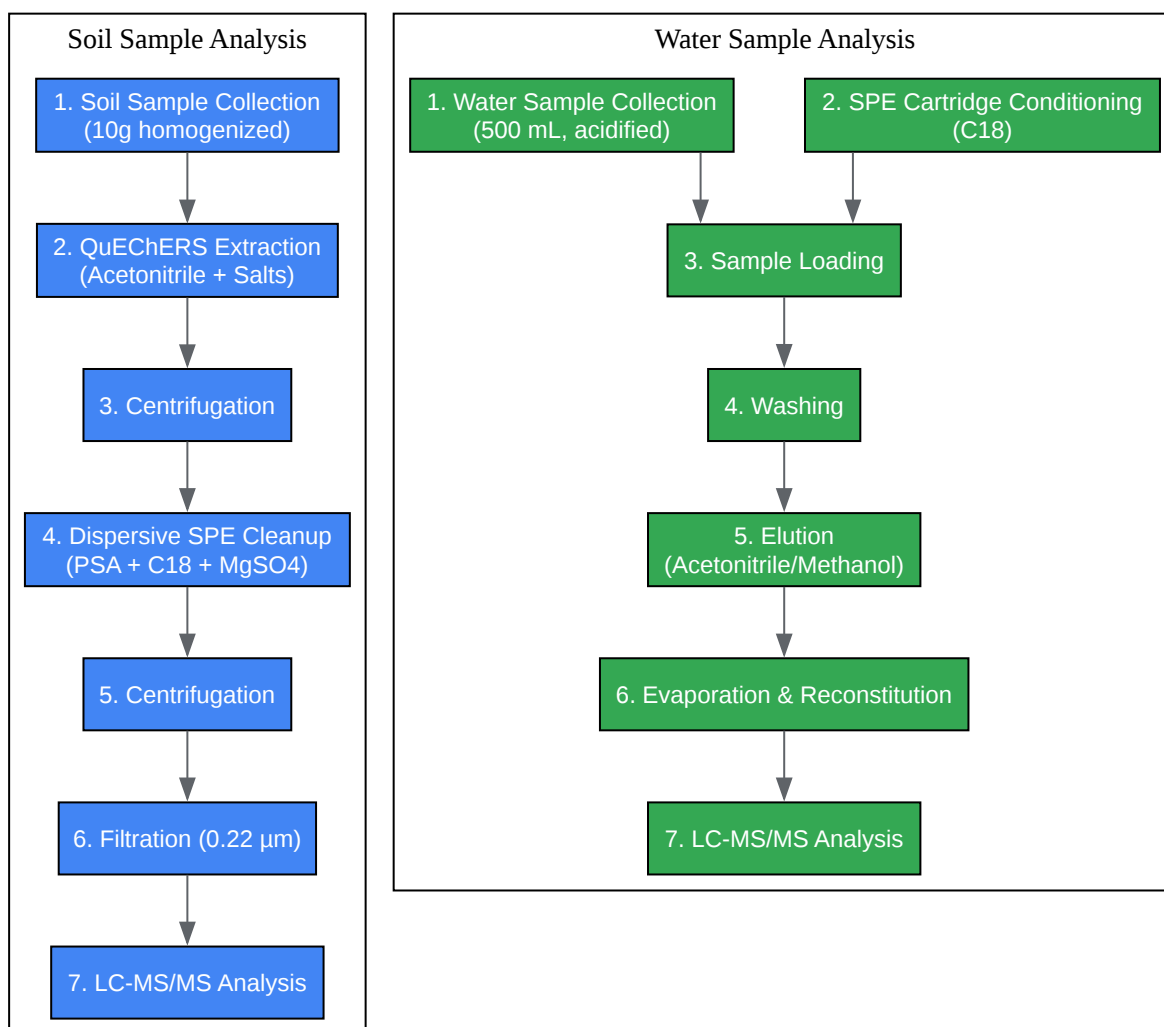 Soil Sample Analysis
1. Soil Sample Collection
(10g homogenized)
2. QuEChERS Extraction
(Acetonitrile + Salts)
3. Centrifugation
4. Dispersive SPE Cleanup
(PSA + C18 + MgSO4)
5. Centrifugation
6. Filtration (0.22 µm)
7. LC-MS/MS Analysis
Water Sample Analysis
1. Water Sample Collection
(500 mL, acidified)
2. SPE Cartridge Conditioning
(C18)
3. Sample Loading
4. Washing
5. Elution
(Acetonitrile/Methanol)
6. Evaporation & Reconstitution
7. LC-MS/MS Analysis